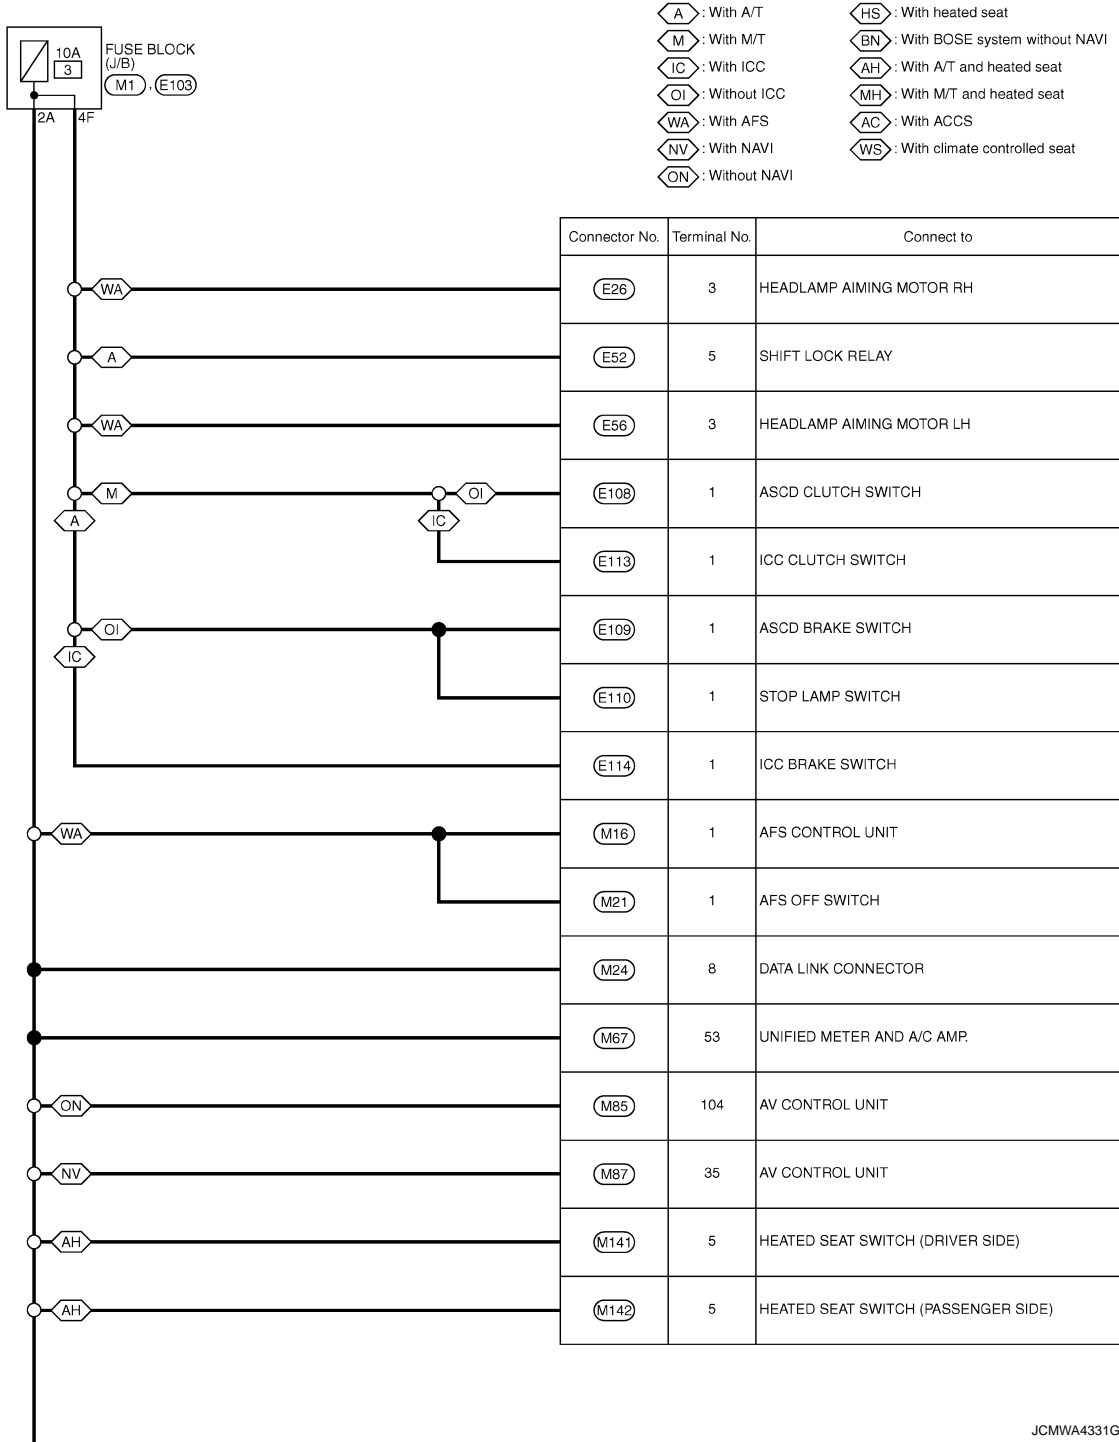 A : With A/T
M : With M/T
IC : With ICC
OI : Without ICC
WA : With AFS
NV : With NAVI
ON : Without NAVI
HS : With heated seat
BN : With BOSE system without NAVI
AH : With A/T and heated seat
MH : With M/T and heated seat
AC : With ACCS
WS : With climate controlled seat
10A
3
FUSE BLOCK
(J/B)
M1 , E103
2A 4F
Connector No. Terminal No. Connect to
WA E26 3 HEADLAMP AIMING MOTOR RH
A E52 5 SHIFT LOCK RELAY
WA E56 3 HEADLAMP AIMING MOTOR LH
M OI E108 1 ASCD CLUTCH SWITCH
A IC
E113 1 ICC CLUTCH SWITCH
OI E109 1 ASCD BRAKE SWITCH
IC
E110 1 STOP LAMP SWITCH
E114 1 ICC BRAKE SWITCH
WA M16 1 AFS CONTROL UNIT
M21 1 AFS OFF SWITCH
M24 8 DATA LINK CONNECTOR
M67 53 UNIFIED METER AND A/C AMP.
ON M85 104 AV CONTROL UNIT
NV M87 35 AV CONTROL UNIT
AH M141 5 HEATED SEAT SWITCH (DRIVER SIDE)
AH M142 5 HEATED SEAT SWITCH (PASSENGER SIDE)
JCMWA4331G